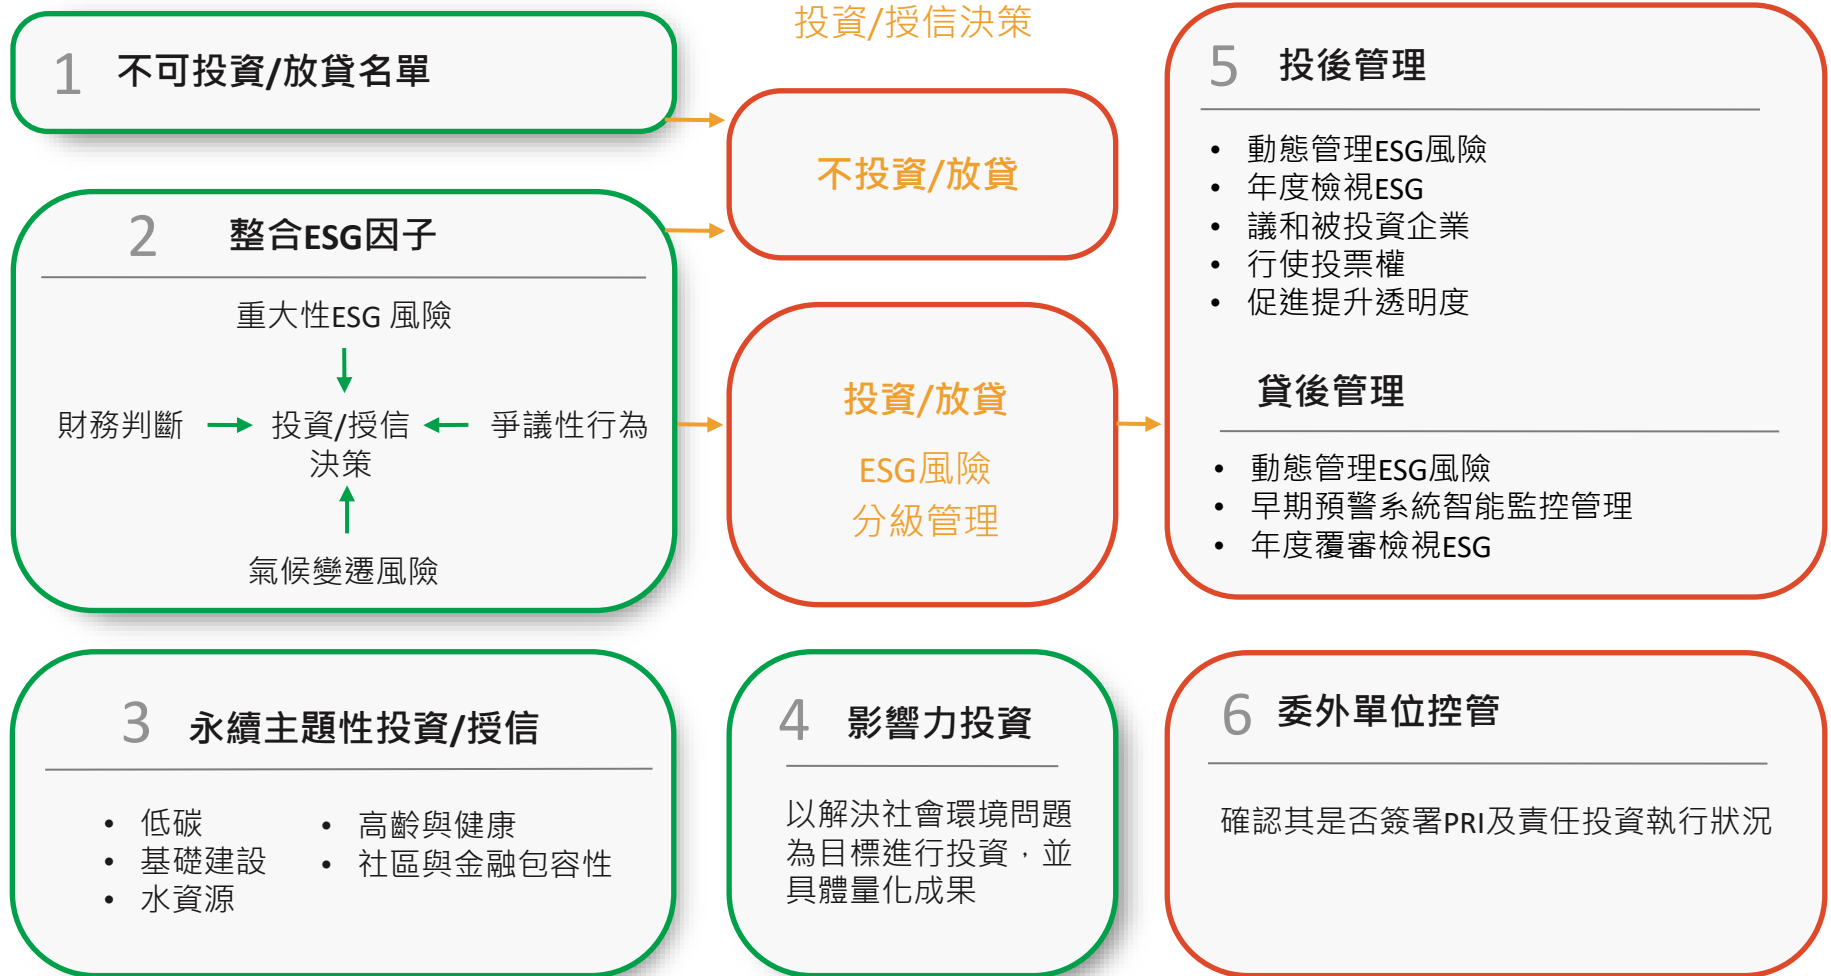 投資/授信決策
1 不可投資/放貸名單
不投資/放貸
2 整合ESG因子
重大性ESG 風險
財務判斷
投資/授信
決策
爭議性行為
氣候變遷風險
投資/放貸
ESG風險
分級管理
5 投後管理
• 動態管理ESG風險
• 年度檢視ESG
• 議和被投資企業
• 行使投票權
• 促進提升透明度
貸後管理
• 動態管理ESG風險
• 早期預警系統智能監控管理
• 年度覆審檢視ESG
3 永續主題性投資/授信
• 低碳
• 基礎建設
• 水資源
• 高齡與健康
• 社區與金融包容性
4 影響力投資
以解決社會環境問題
為目標進行投資，並
具體量化成果
6 委外單位控管
確認其是否簽署PRI及責任投資執行狀況